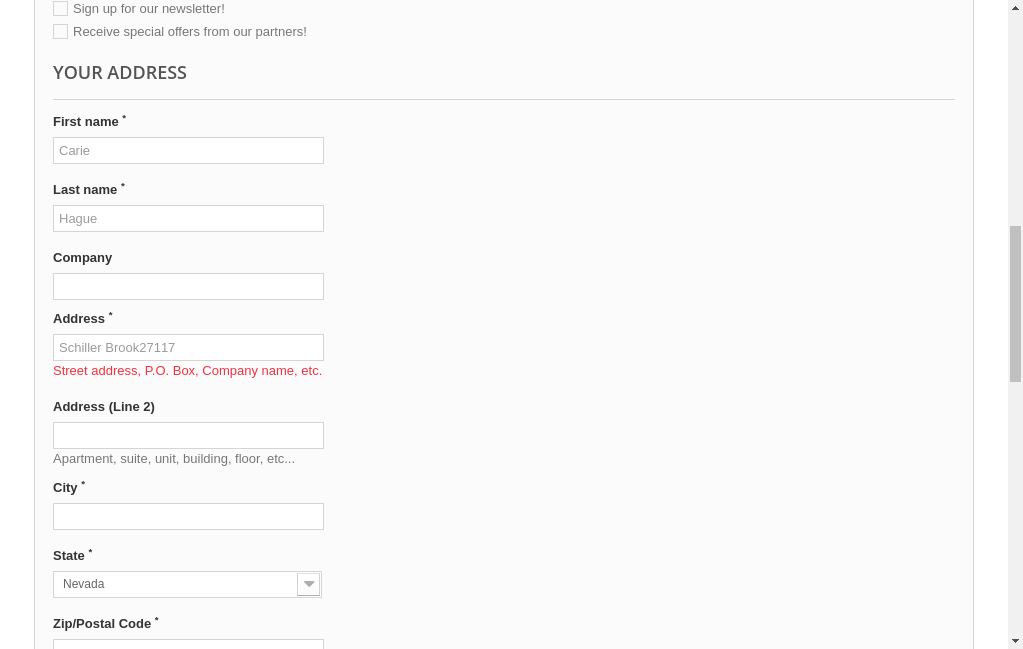 Sign up for our newsletter!
Receive special offers from our partners!
YOUR ADDRESS
First name *
Carie
Last name *
Hague
Company
Address *
Schiller Brook27117
Street address, P.O. Box, Company name, etc.
Address (Line 2)
Apartment, suite, unit, building, floor, etc...
City *
State *
Nevada
Zip/Postal Code *